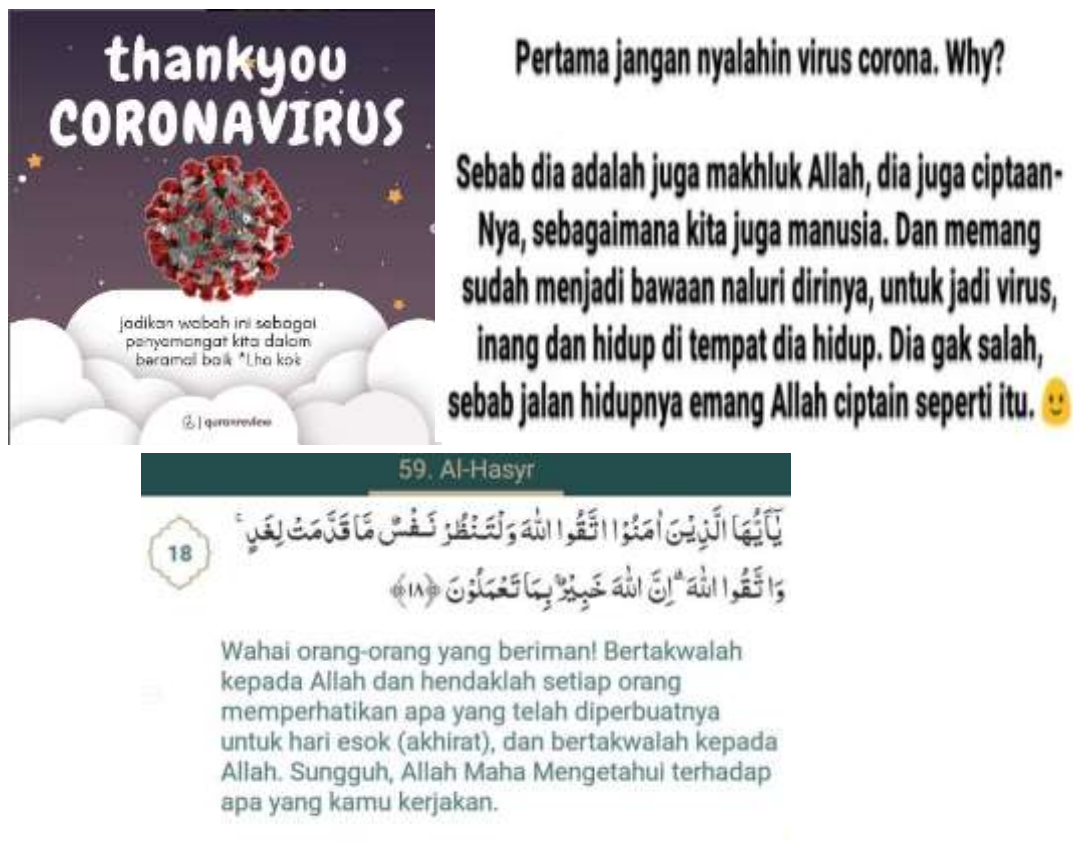 thankyou
CORONAVIRUS
jadikan wabah ini sebagai
penyemangat kita dalam
beramal baik *Lha kok
| quranreview
Pertama jangan nyalahin virus corona. Why?
Sebab dia adalah juga makhluk Allah, dia juga ciptaan-
Nya, sebagaimana kita juga manusia. Dan memang
sudah menjadi bawaan naluri dirinya, untuk jadi virus,
inang dan hidup di tempat dia hidup. Dia gak salah,
sebab jalan hidupnya emang Allah ciptain seperti itu. 🙂
59. Al-Hasyr
18
يٰٓاَيُّهَا الَّذِيْنَ اٰمَنُوا اتَّقُوا اللّٰهَ وَلْتَنْظُرْ نَفْسٌ مَّا قَدَّمَتْ لِغَدٍۚ
وَاتَّقُوا اللّٰهَ ۗاِنَّ اللّٰهَ خَبِيْرٌۢ بِمَا تَعْمَلُوْنَ ﴿١٨﴾
Wahai orang-orang yang beriman! Bertakwalah
kepada Allah dan hendaklah setiap orang
memperhatikan apa yang telah diperbuatnya
untuk hari esok (akhirat), dan bertakwalah kepada
Allah. Sungguh, Allah Maha Mengetahui terhadap
apa yang kamu kerjakan.